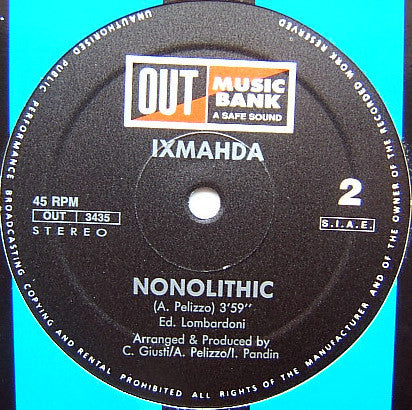 UNAUTHORISED PUBLIC PERFORMANCE BROADCASTING COPYING AND RENTAL PROHIBITED ALL RIGHTS OF THE MANUFACTURER AND OF THE OWNER OF THE RECORDED WORK RESERVED
OUT MUSIC
BANK
A SAFE SOUND
IXMAHDA
45 RPM
2
OUT 3435
S.I.A.E.
STEREO
NONOLITHIC
(A. Pelizzo) 3'59''
Ed. Lombardoni
Arranged & Produced by
C. Giusti/A. Pelizzo/I. Pandin